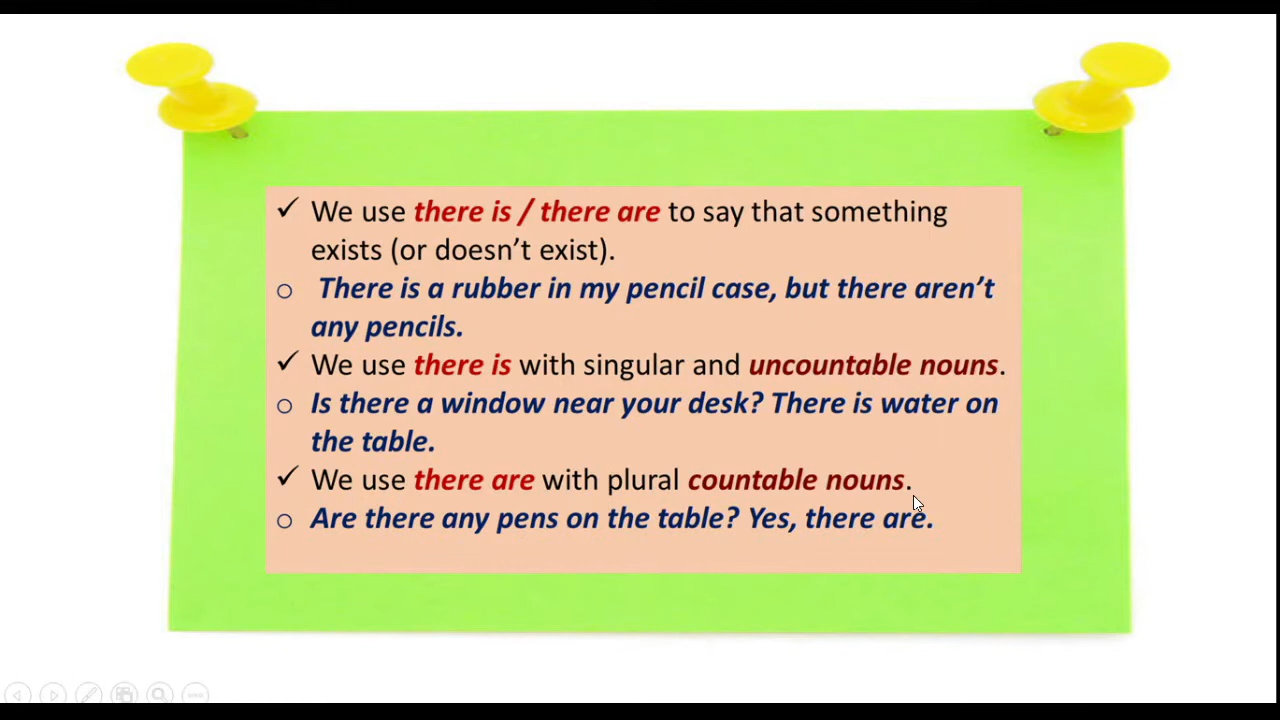 ✓ We use there is / there are to say that something
exists (or doesn’t exist).
o There is a rubber in my pencil case, but there aren’t
any pencils.
✓ We use there is with singular and uncountable nouns.
o Is there a window near your desk? There is water on
the table.
✓ We use there are with plural countable nouns.
o Are there any pens on the table? Yes, there are.